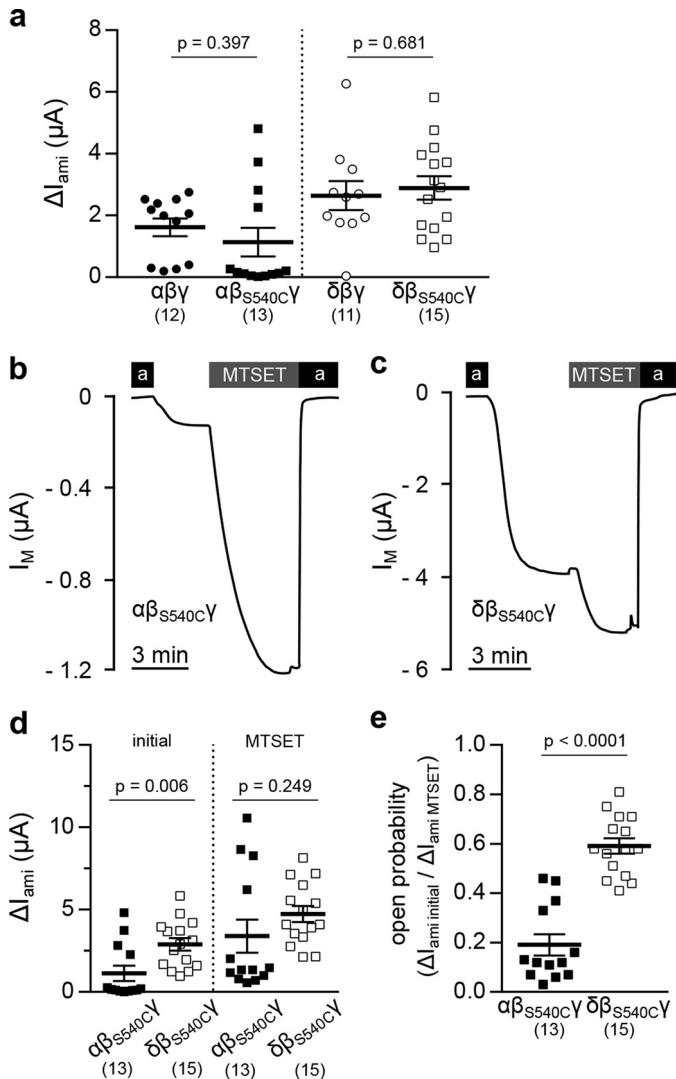 a
8
6
4
2
0
ΔI_ami (µA)
p = 0.397
p = 0.681
αβγ
(12)
αβ_S540Cγ
(13)
δβγ
(11)
δβ_S540Cγ
(15)
b
a MTSET a
0
- 0.4
- 0.8
- 1.2
I_M (µA)
αβ_S540Cγ
3 min
c
a MTSET a
0
- 2
- 4
- 6
I_M (µA)
δβ_S540Cγ
3 min
d
15
10
5
0
ΔI_ami (µA)
initial
MTSET
p = 0.006
p = 0.249
αβ_S540Cγ
(13)
δβ_S540Cγ
(15)
αβ_S540Cγ
(13)
δβ_S540Cγ
(15)
e
1.0
0.8
0.6
0.4
0.2
0.0
open probability
(ΔI_ami initial / ΔI_ami MTSET)
p < 0.0001
αβ_S540Cγ
(13)
δβ_S540Cγ
(15)